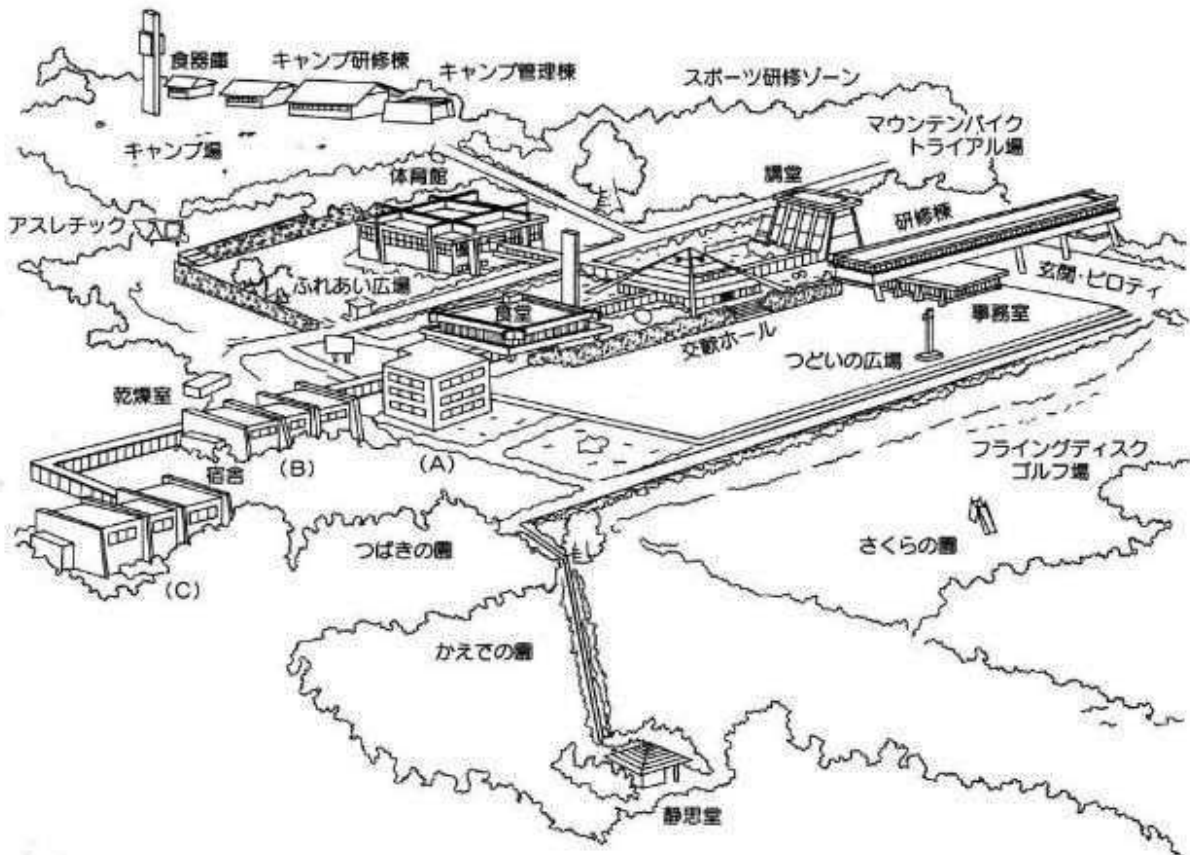 食器庫
キャンプ研修棟
キャンプ管理棟
スポーツ研修ゾーン
マウンテンバイク
トライアル場
キャンプ場
体育館
講堂
研修棟
アスレチック
入口
ふれあい広場
食堂
玄関・ピロティ
事務室
交歓ホール
つどいの広場
乾燥室
宿舎
(B)
(A)
フライングディスク
ゴルフ場
つばきの園
さくらの園
(C)
かえでの園
静思堂